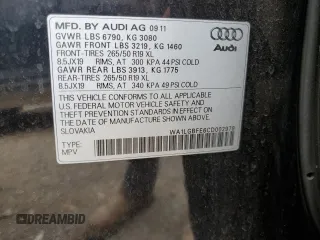 MFD. BY AUDI AG 09 11
GVWR LBS 6790, KG 3080
GAWR FRONT LBS 3219, KG 1460
FRONT-TIRES 265/50 R19 XL
8.5JX19 RIMS, AT 300 KPA 44 PSI COLD
GAWR REAR LBS 3913, KG 1775
REAR-TIRES 265/50 R19 XL
8.5JX19 RIMS, AT 340 KPA 49 PSI COLD
Audi
THIS VEHICLE CONFORMS TO ALL APPLICABLE
U.S. FEDERAL MOTOR VEHICLE SAFETY AND
THEFT PREVENTION STANDARDS IN EFFECT ON
THE DATE OF MANUFACTURE SHOWN ABOVE.
SLOVAKIA
TYPE:
MPV
© DREAMBID DREAMBID.COM